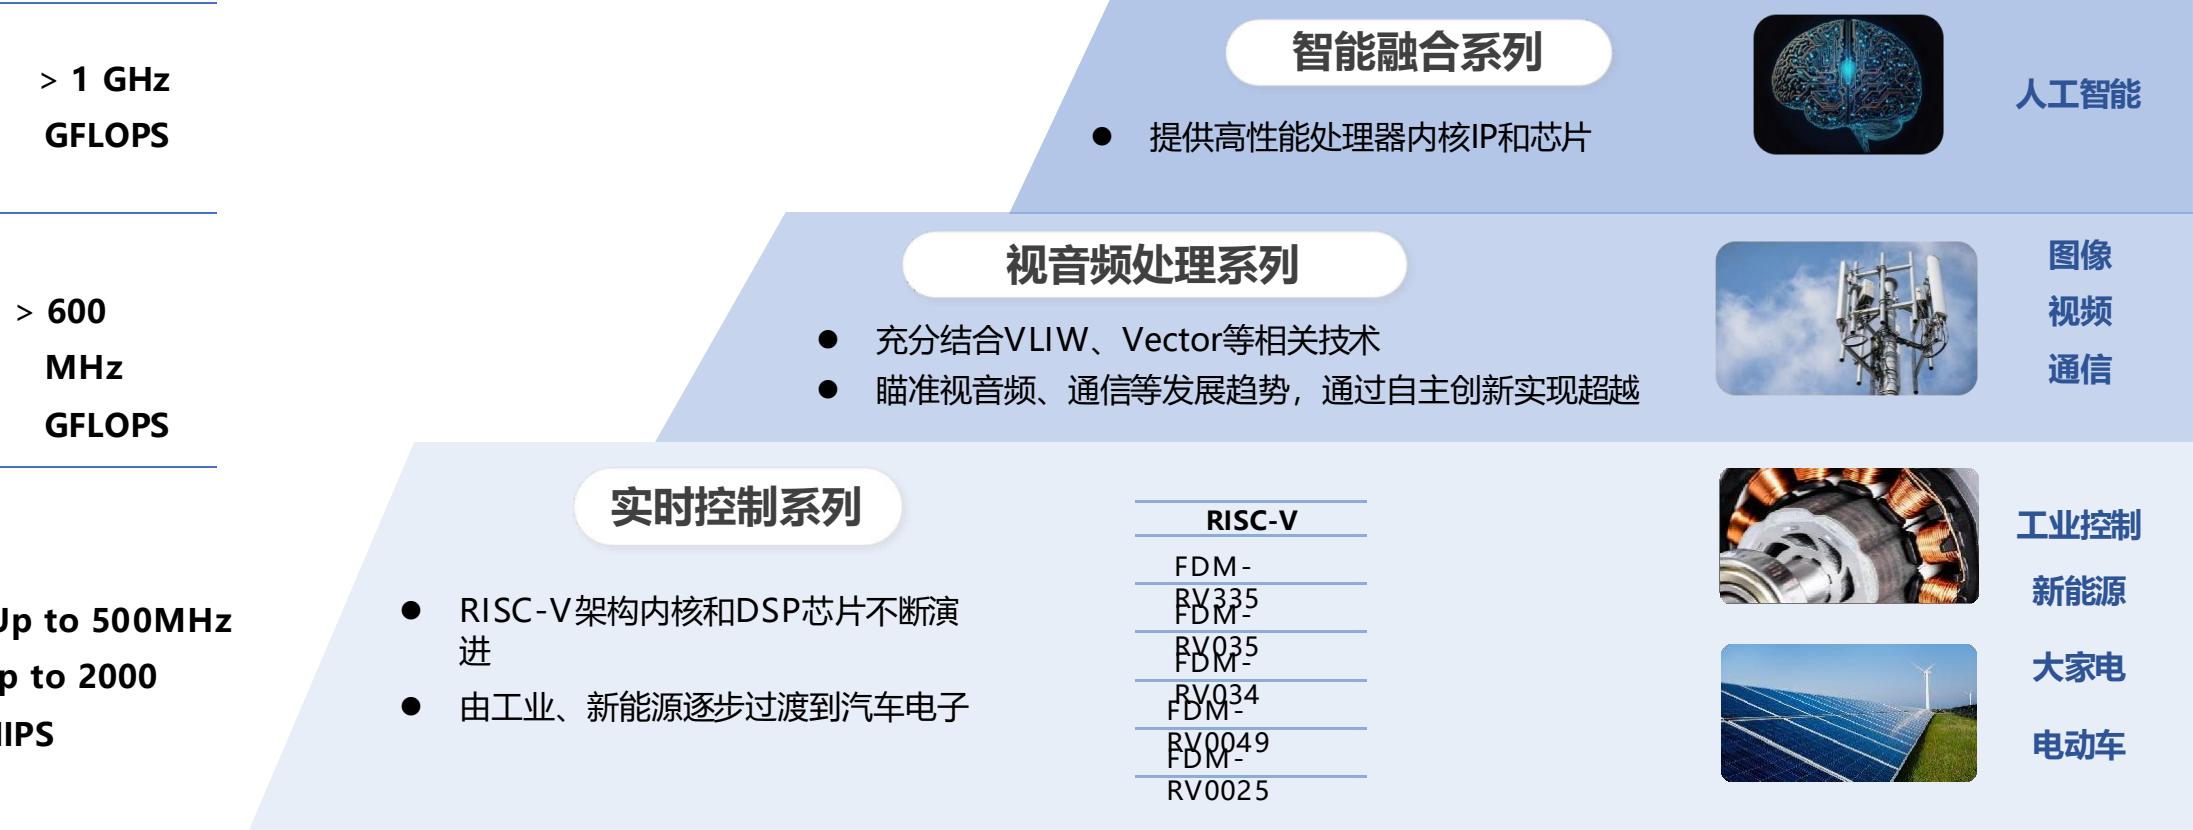 > 1 GHz
GFLOPS
智能融合系列
● 提供高性能处理器内核IP和芯片
人工智能
> 600
MHz
GFLOPS
视音频处理系列
● 充分结合VLIW、Vector等相关技术
● 瞄准视音频、通信等发展趋势，通过自主创新实现超越
图像
视频
通信
Up to 500MHz
p to 2000
IIPS
实时控制系列
● RISC-V架构内核和DSP芯片不断演
进
● 由工业、新能源逐步过渡到汽车电子
RISC-V
FDM-
RV335
FDM-
RV035
FDM-
RV034
FDM-
RV0049
FDM-
RV0025
工业控制
新能源
大家电
电动车